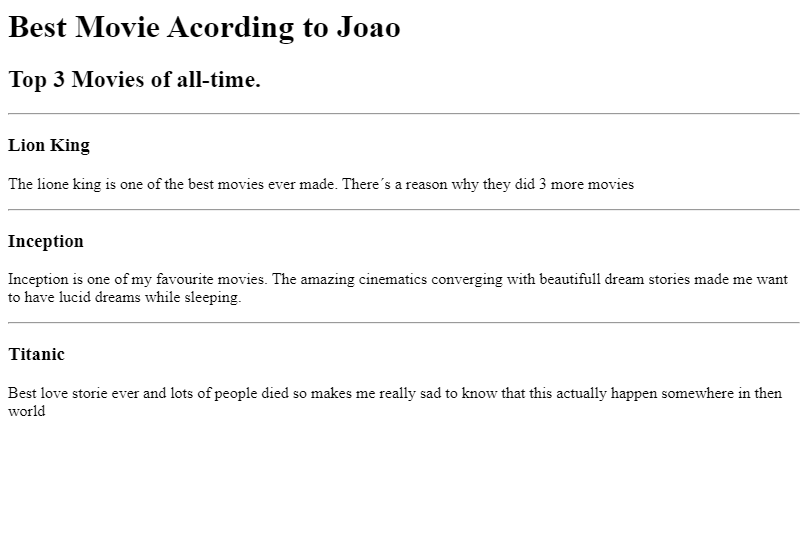 Best Movie Acording to Joao
Top 3 Movies of all-time.
Lion King
The lione king is one of the best movies ever made. There´s a reason why they did 3 more movies
Inception
Inception is one of my favourite movies. The amazing cinematics converging with beautifull dream stories made me want
to have lucid dreams while sleeping.
Titanic
Best love storie ever and lots of people died so makes me really sad to know that this actually happen somewhere in then
world